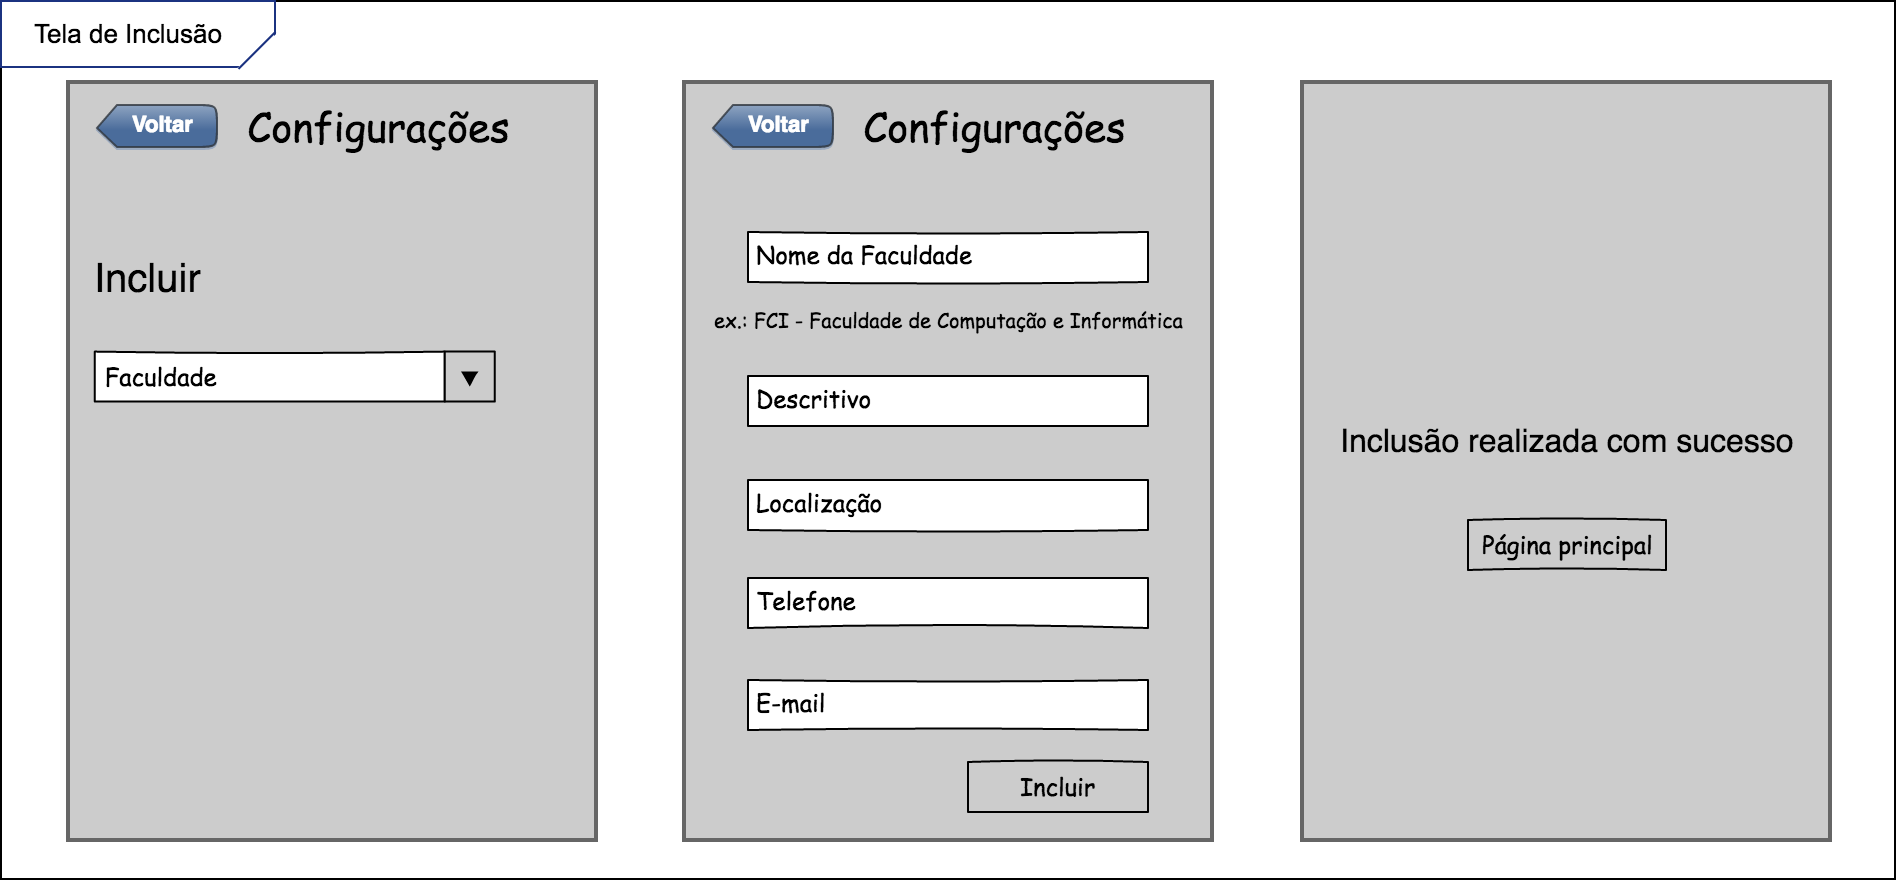 Tela de Inclusão
Voltar
Configurações
Incluir
Faculdade
Voltar
Configurações
Nome da Faculdade
ex.: FCI - Faculdade de Computação e Informática
Descritivo
Localização
Telefone
E-mail
Incluir
Inclusão realizada com sucesso
Página principal